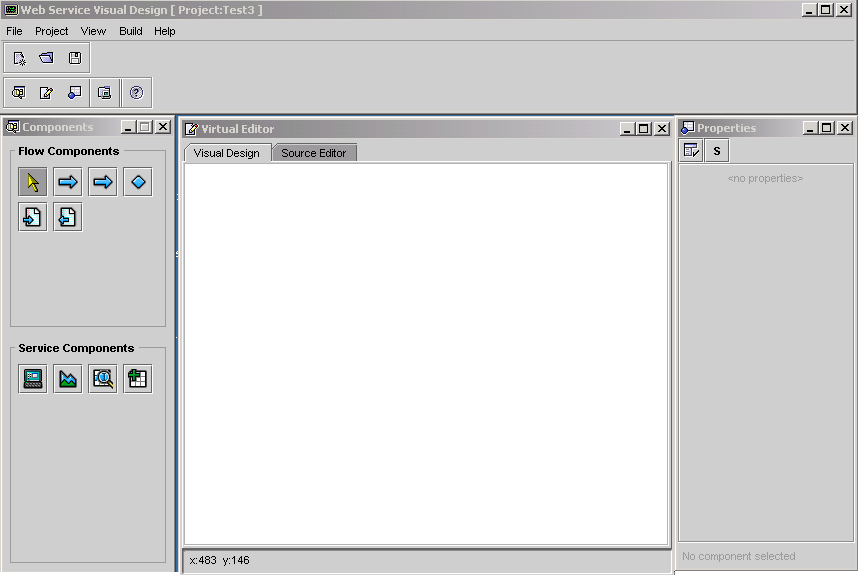 Web Service Visual Design [ Project:Test3 ]
File Project View Build Help
Components
Flow Components
Service Components
Virtual Editor
Visual Design Source Editor
x:483 y:146
Properties
S
<no properties>
No component selected